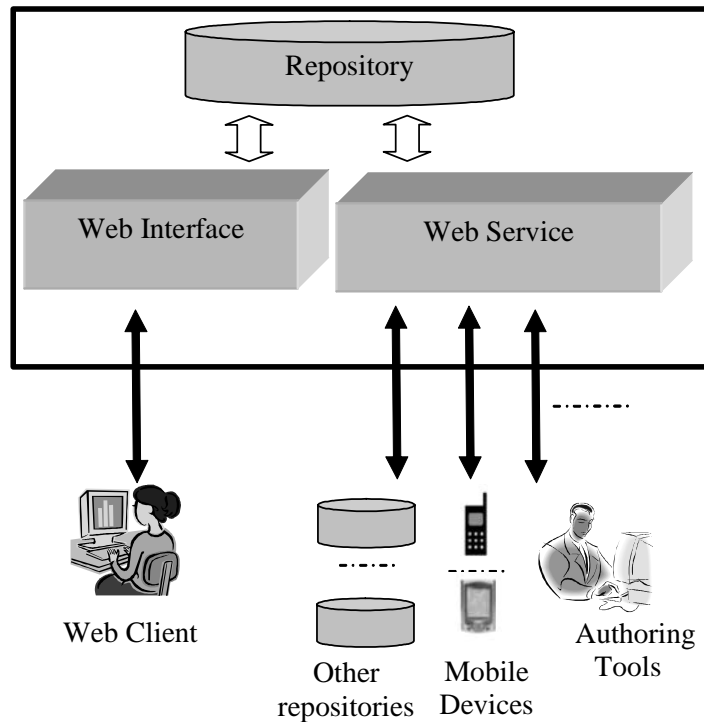 Repository
Web Interface
Web Service
Web Client
Other
repositories
Mobile
Devices
Authoring
Tools